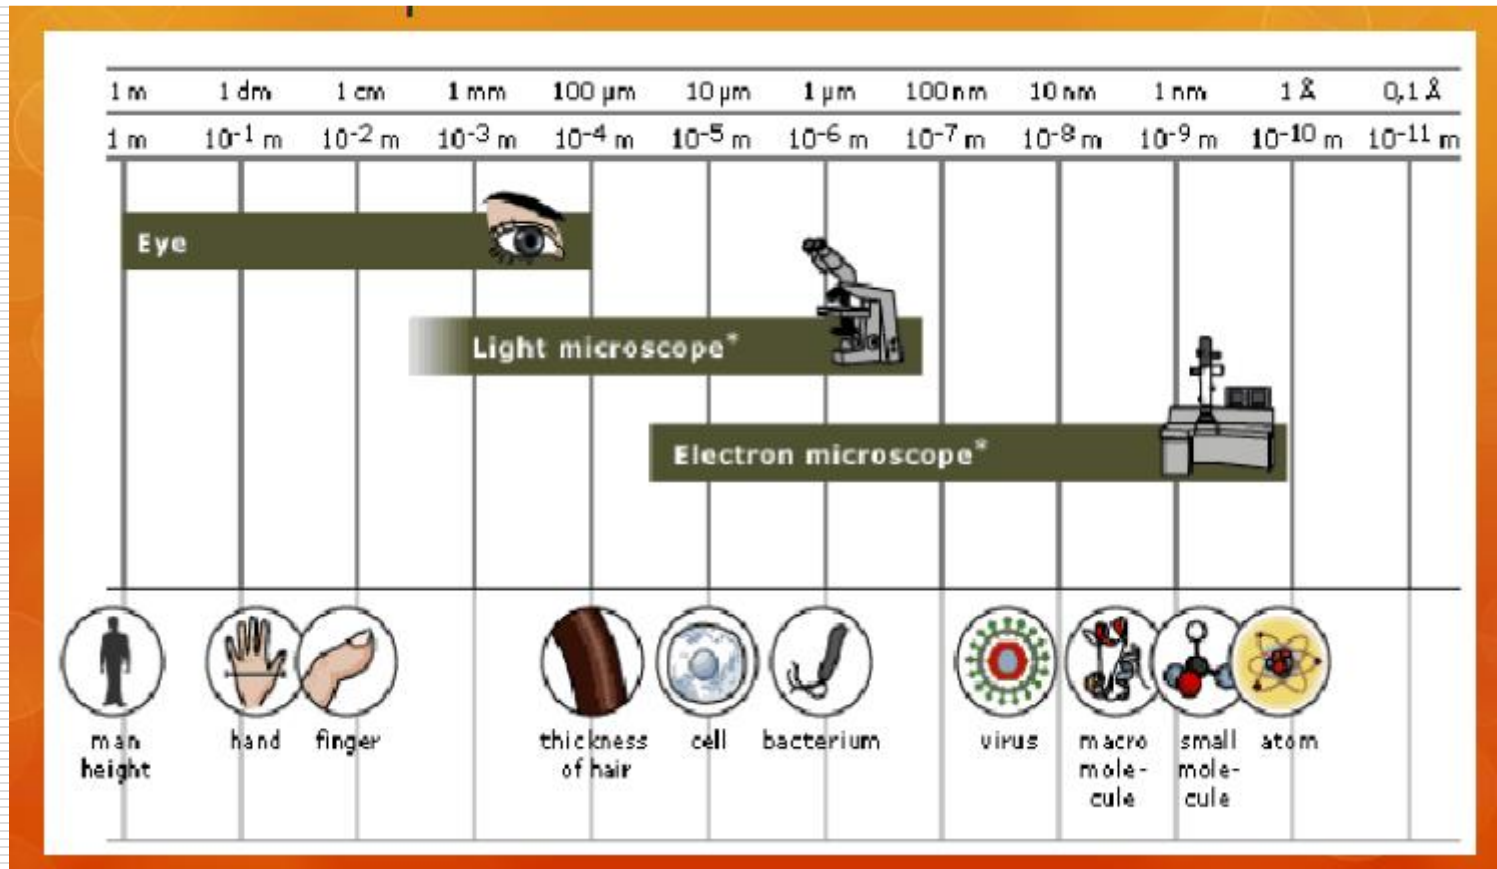 1 m 1 dm 1 cm 1 mm 100 µm 10 µm 1 µm 100 nm 10 nm 1 nm 1 Å 0,1 Å
1 m 10⁻¹ m 10⁻² m 10⁻³ m 10⁻⁴ m 10⁻⁵ m 10⁻⁶ m 10⁻⁷ m 10⁻⁸ m 10⁻⁹ m 10⁻¹⁰ m 10⁻¹¹ m
Eye
Light microscope*
Electron microscope*
man
height
hand
finger
thickness
of hair
cell
bacterium
virus
macro
mole-
cule
small
mole-
cule
atom